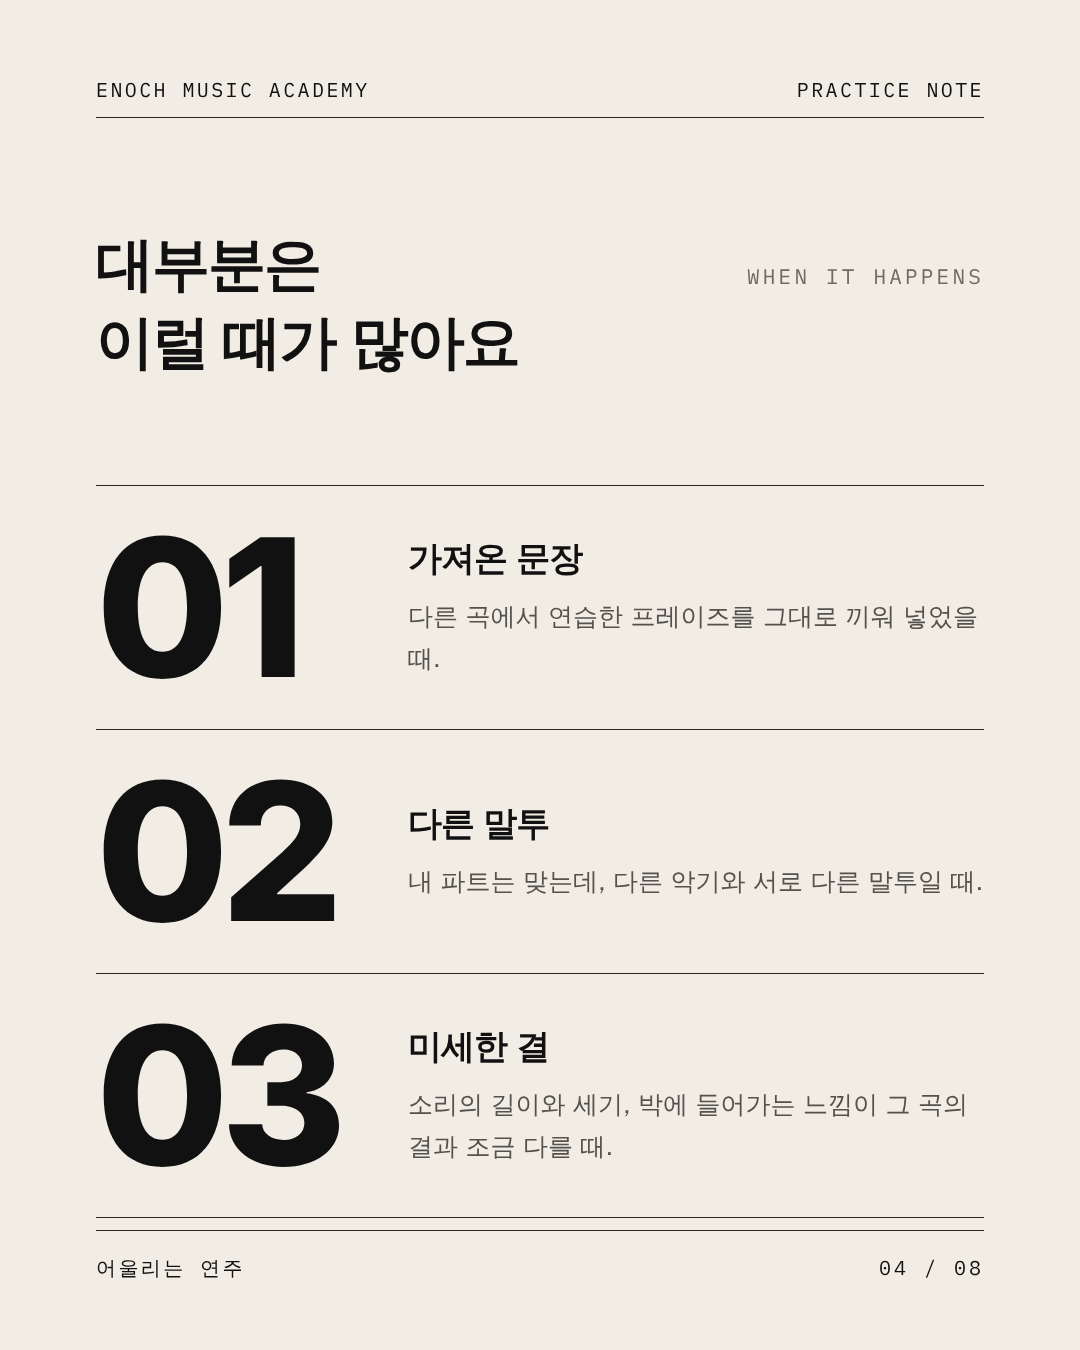 ENOCH MUSIC ACADEMY
PRACTICE NOTE
대부분은
이럴 때가 많아요
WHEN IT HAPPENS
01
가져온 문장
다른 곡에서 연습한 프레이즈를 그대로 끼워 넣었을
때.
02
다른 말투
내 파트는 맞는데, 다른 악기와 서로 다른 말투일 때.
03
미세한 결
소리의 길이와 세기, 박에 들어가는 느낌이 그 곡의
결과 조금 다를 때.
어울리는 연주
04 / 08